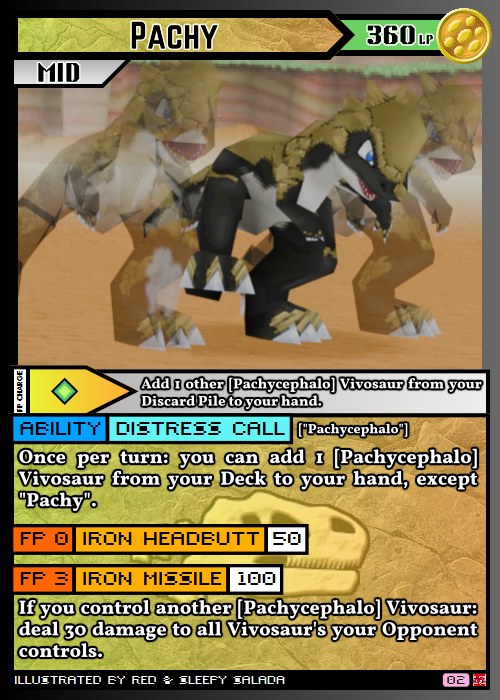 PACHY
360 LP
MID
FP CHARGE
Add 1 other [Pachycephalo] Vivosaur from your
Discard Pile to your hand.
ABILITY DISTRESS CALL ["Pachycephalo"]
Once per turn: you can add 1 [Pachycephalo]
Vivosaur from your Deck to your hand, except
"Pachy".
FP 0 IRON HEADBUTT 50
FP 3 IRON MISSILE 100
If you control another [Pachycephalo] Vivosaur:
deal 30 damage to all Vivosaur's your Opponent
controls.
ILLUSTRATED BY RED & SLEEPY SALADA
02